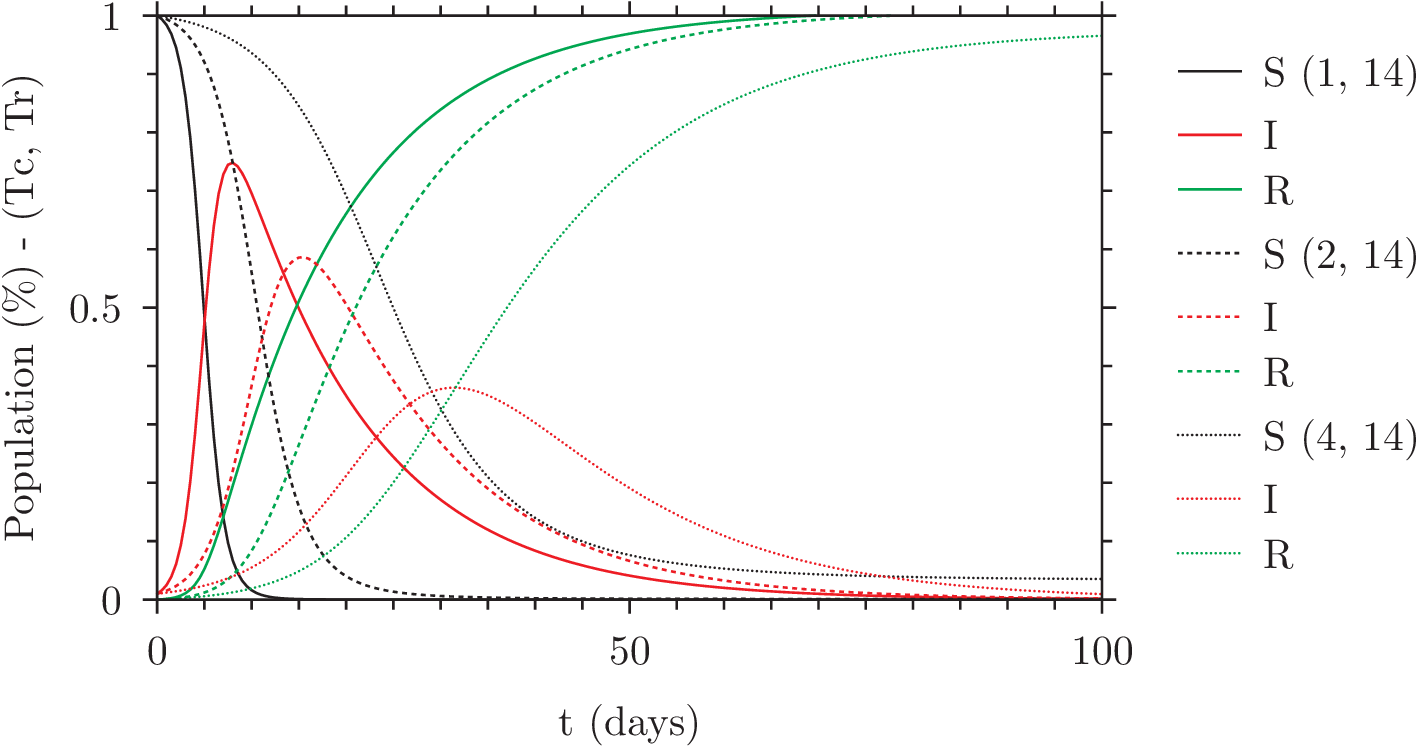 Population (%) - (Tc, Tr)
1
0.5
0
0
50
100
t (days)
S (1, 14)
I
R
S (2, 14)
I
R
S (4, 14)
I
R